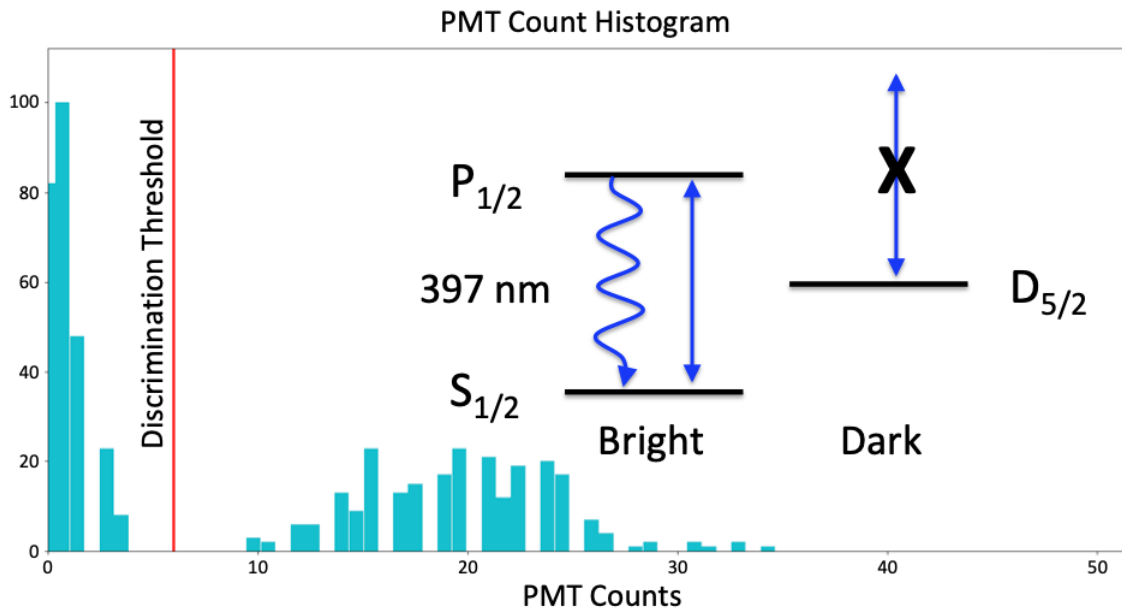 PMT Count Histogram
100
80
60
40
20
0
Discrimination Threshold
P1/2
397 nm
S1/2
Bright
X
D5/2
Dark
0
10
20
30
40
50
PMT Counts